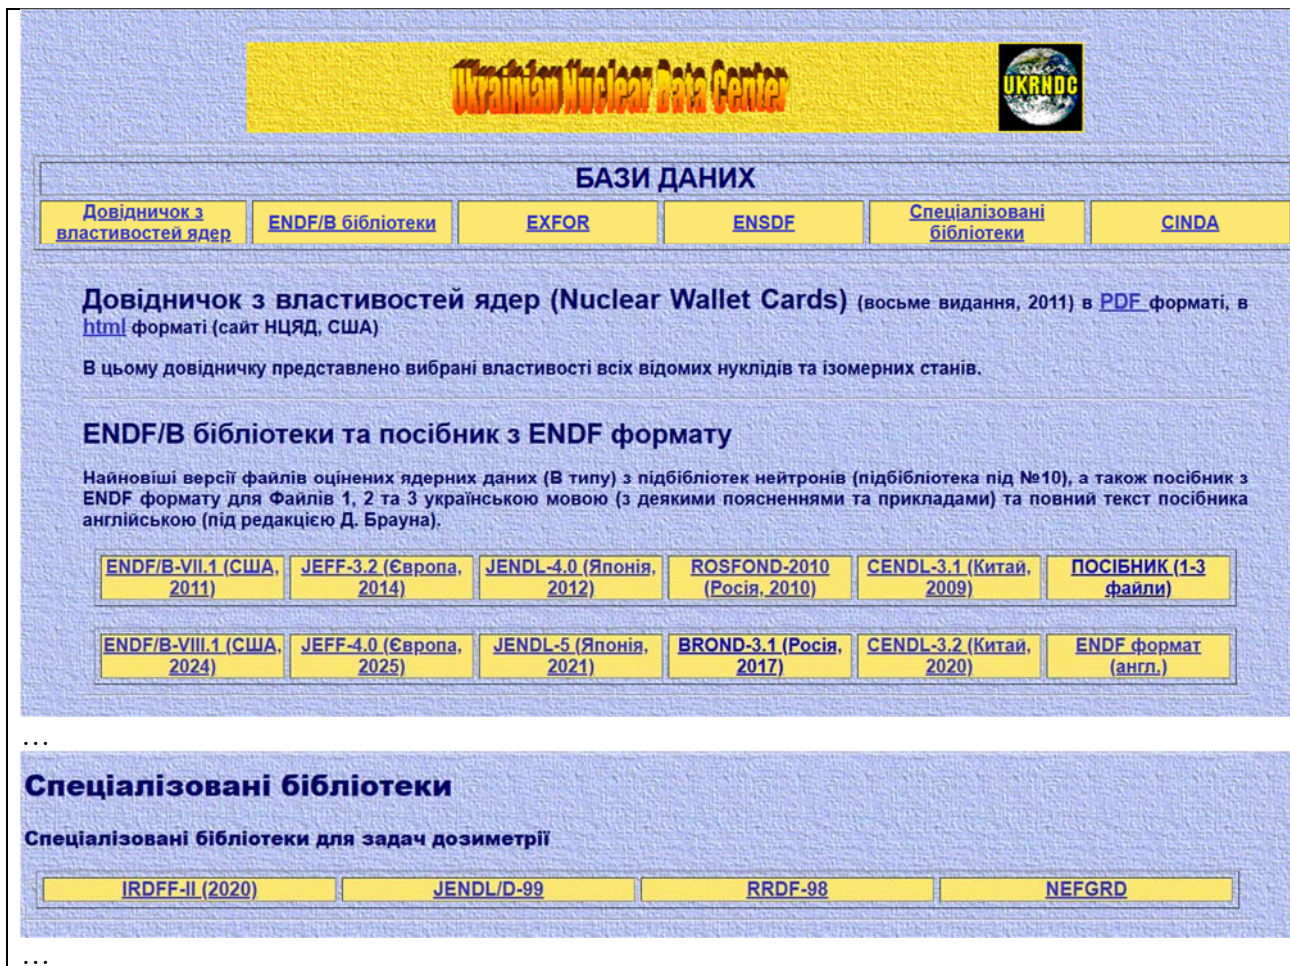 Ukrainian Nuclear Data Center
UKRNDC
БАЗИ ДАНИХ
Довідничок з
властивостей ядер
ENDF/B бібліотеки
EXFOR
ENSDF
Спеціалізовані
бібліотеки
CINDA
Довідничок з властивостей ядер (Nuclear Wallet Cards) (восьме видання, 2011) в PDF форматі, в
html форматі (сайт НЦЯД, США)
В цьому довідничку представлено вибрані властивості всіх відомих нуклідів та ізомерних станів.
ENDF/B бібліотеки та посібник з ENDF формату
Найновіші версії файлів оцінених ядерних даних (В типу) з підбібліотек нейтронів (підбібліотека під №10), а також посібник з
ENDF формату для Файлів 1, 2 та 3 українською мовою (з деякими поясненнями та прикладами) та повний текст посібника
англійською (під редакцією Д. Брауна).
ENDF/B-VII.1 (США,
2011)
JEFF-3.2 (Європа,
2014)
JENDL-4.0 (Японія,
2012)
ROSFOND-2010
(Росія, 2010)
CENDL-3.1 (Китай,
2009)
ПОСІБНИК (1-3
файли)
ENDF/B-VIII.1 (США,
2024)
JEFF-4.0 (Європа,
2025)
JENDL-5 (Японія,
2021)
BROND-3.1 (Росія,
2017)
CENDL-3.2 (Китай,
2020)
ENDF формат
(англ.)
...
Спеціалізовані бібліотеки
Спеціалізовані бібліотеки для задач дозиметрії
IRDFF-II (2020)
JENDL/D-99
RRDF-98
NEFGRD
...